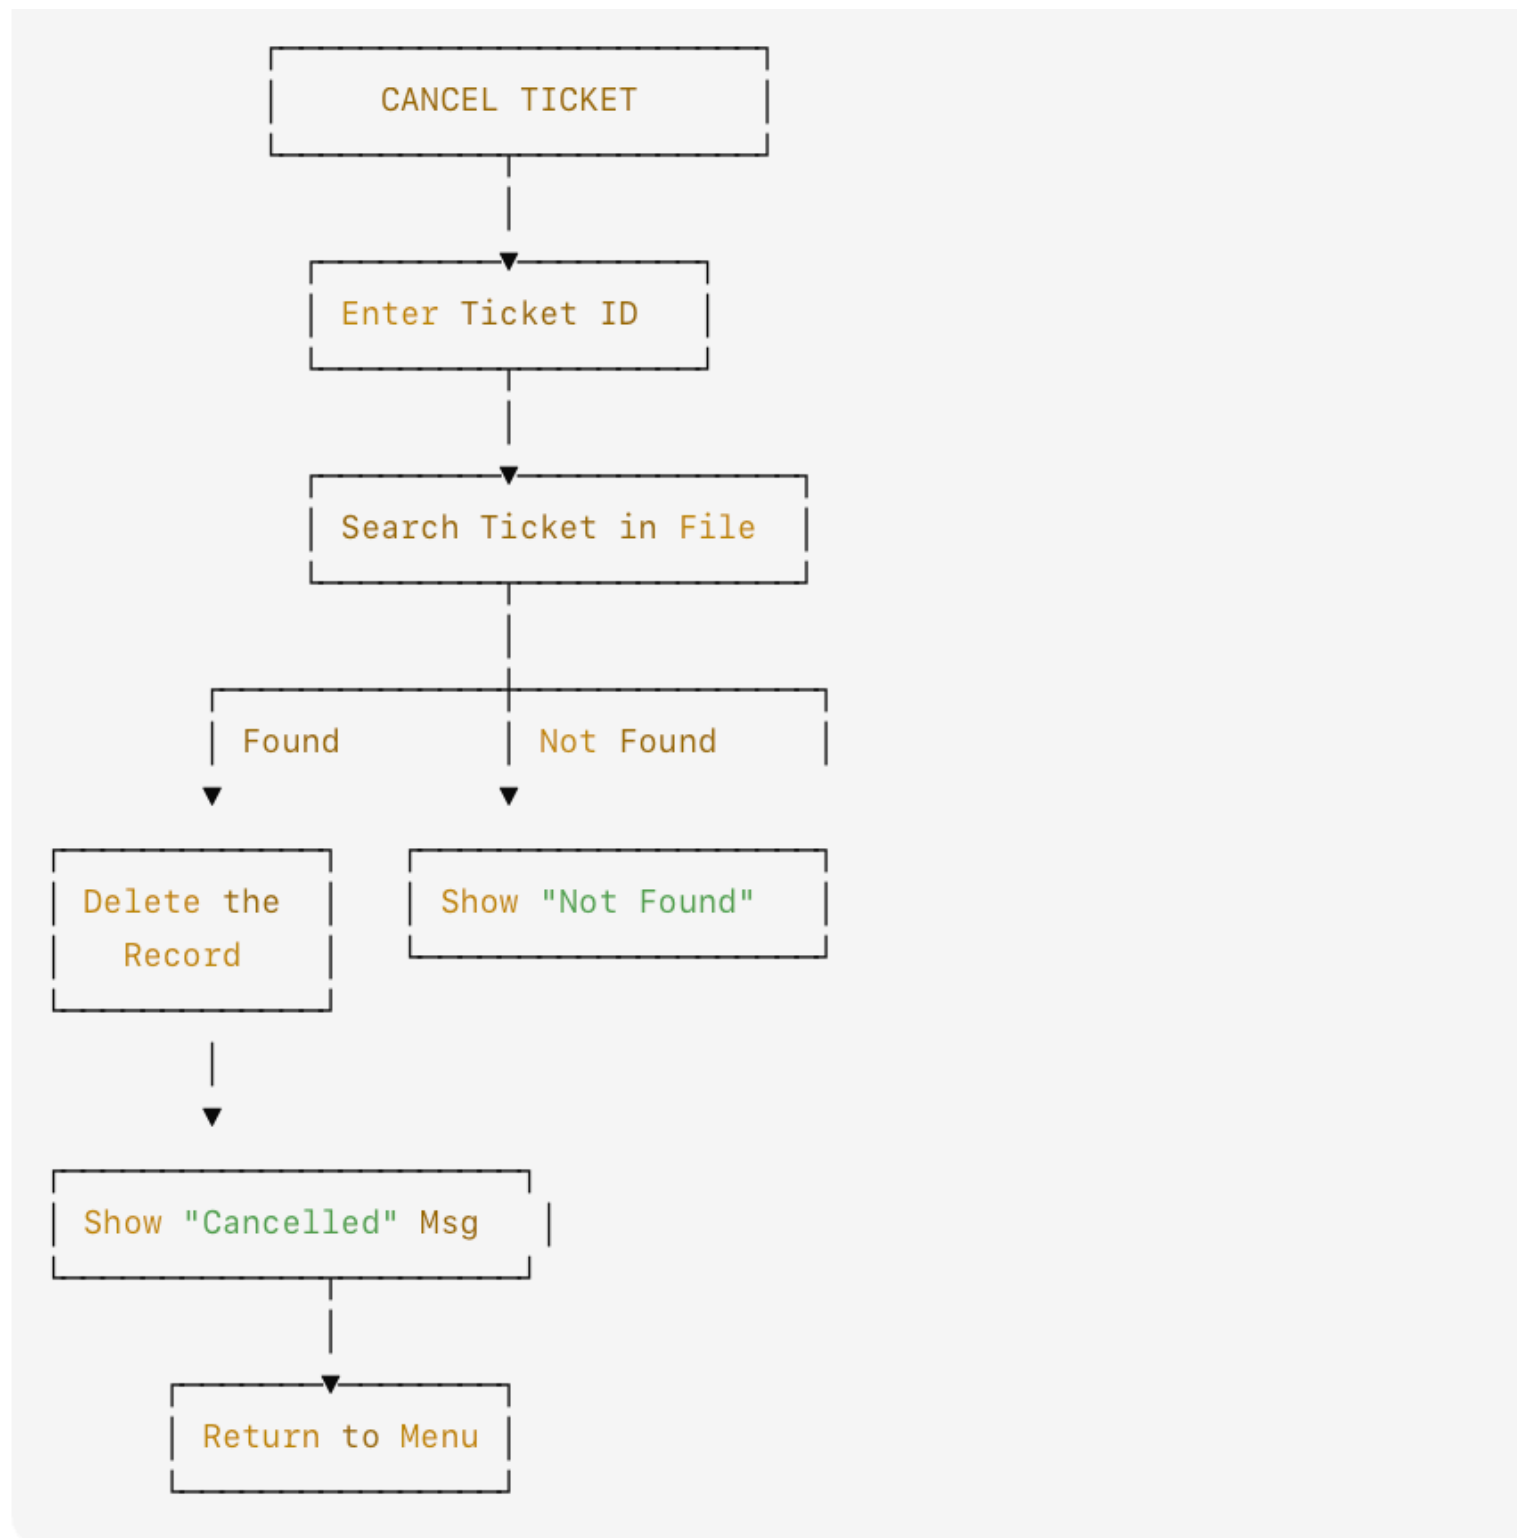 CANCEL TICKET
Enter Ticket ID
Search Ticket in File
Found
Not Found
Delete the
Record
Show "Not Found"
Show "Cancelled" Msg
Return to Menu